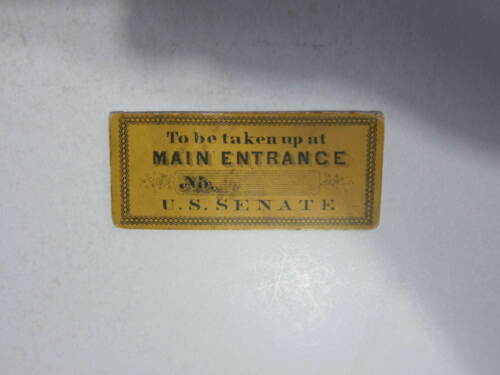 To be taken up at
MAIN ENTRANCE
No.
U. S. SENATE